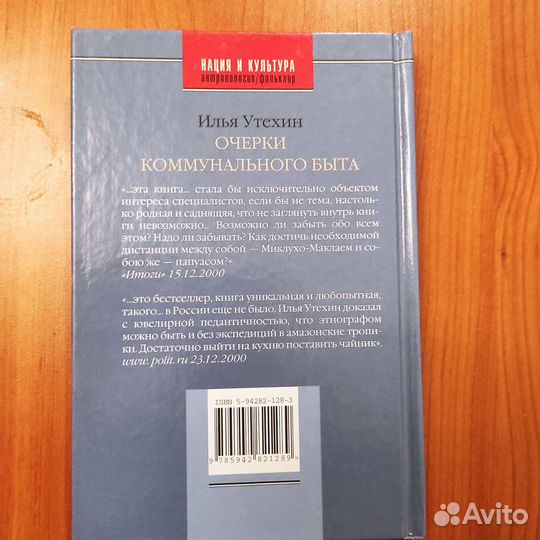 НАЦИЯ И КУЛЬТУРА
антропология/фольклор
Илья Утехин
ОЧЕРКИ
КОММУНАЛЬНОГО БЫТА
«...эта книга... стала бы исключительно объектом
интереса специалистов, если бы не тема, настоль-
ко родная и саднящая, что не заглянуть внутрь кни-
ги невозможно... Возможно ли забыть обо всем
этом? Надо ли забывать? Как достичь необходимой
дистанции между собой — Миклухо-Маклаем и со-
бою же — папуасом?»
«Итоги» 15.12.2000
«...это бестселлер, книга уникальная и любопытная,
такого... в России еще не было. Илья Утехин доказал
с ювелирной педантичностью, что этнографом
можно быть и без экспедиций в амазонские тропи-
ки. Достаточно выйти на кухню поставить чайник»,
www.polit.ru 23.12.2000
ISBN 5-94282-128-3
9 785942 821289 >
Avito